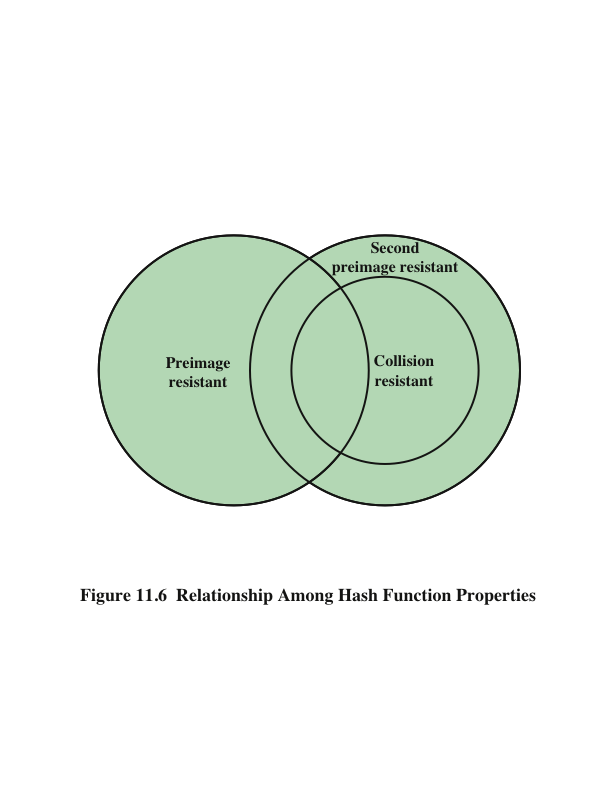 Second
preimage resistant
Preimage
resistant
Collision
resistant
Figure 11.6  Relationship Among Hash Function Properties